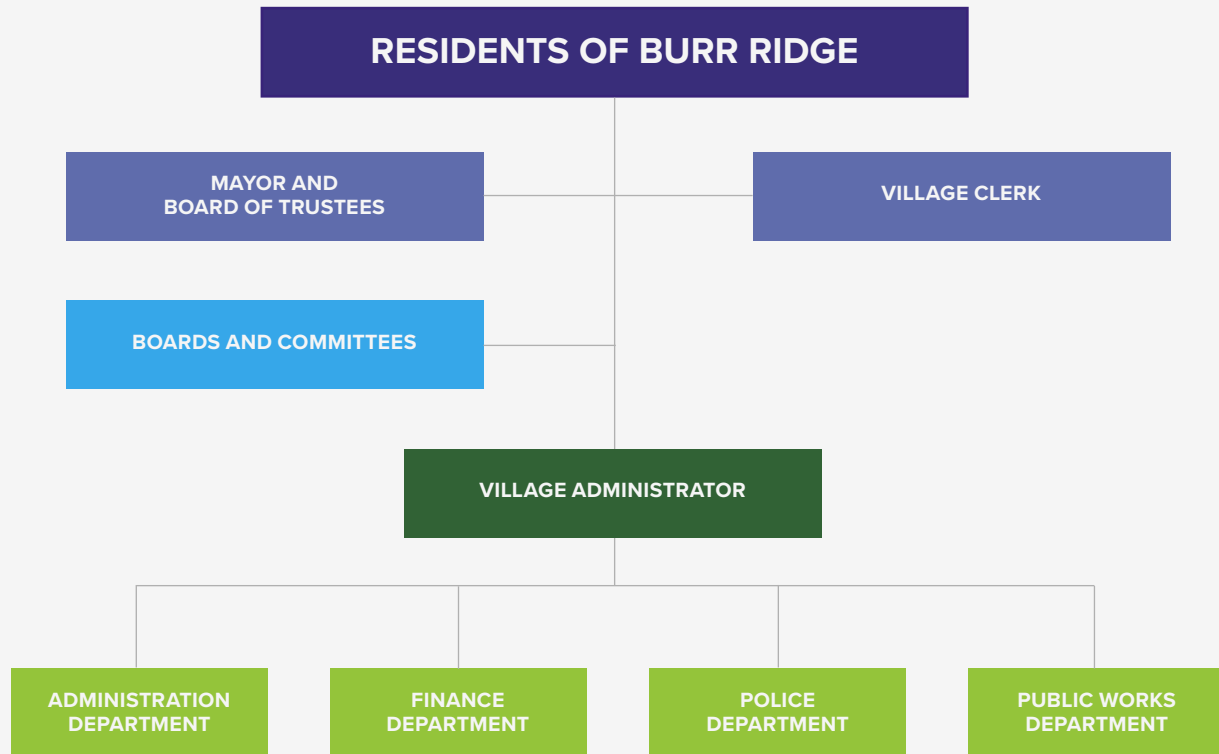 RESIDENTS OF BURR RIDGE
MAYOR AND
BOARD OF TRUSTEES
VILLAGE CLERK
BOARDS AND COMMITTEES
VILLAGE ADMINISTRATOR
ADMINISTRATION
DEPARTMENT
FINANCE
DEPARTMENT
POLICE
DEPARTMENT
PUBLIC WORKS
DEPARTMENT